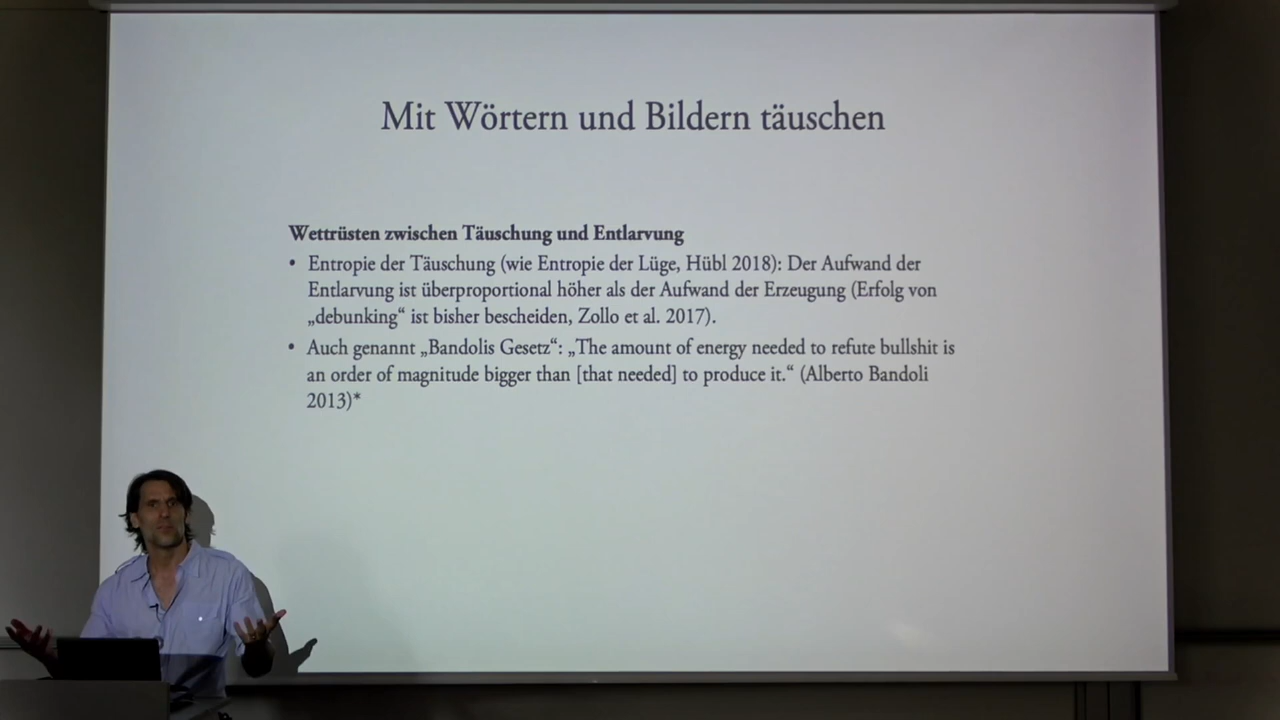 Mit Wörtern und Bildern täuschen
Wettrüsten zwischen Täuschung und Entlarvung
• Entropie der Täuschung (wie Entropie der Lüge, Hübl 2018): Der Aufwand der
Entlarvung ist überproportional höher als der Aufwand der Erzeugung (Erfolg von
„debunking“ ist bisher bescheiden, Zollo et al. 2017).
• Auch genannt „Bandolis Gesetz“: „The amount of energy needed to refute bullshit is
an order of magnitude bigger than [that needed] to produce it.“ (Alberto Bandoli
2013)*